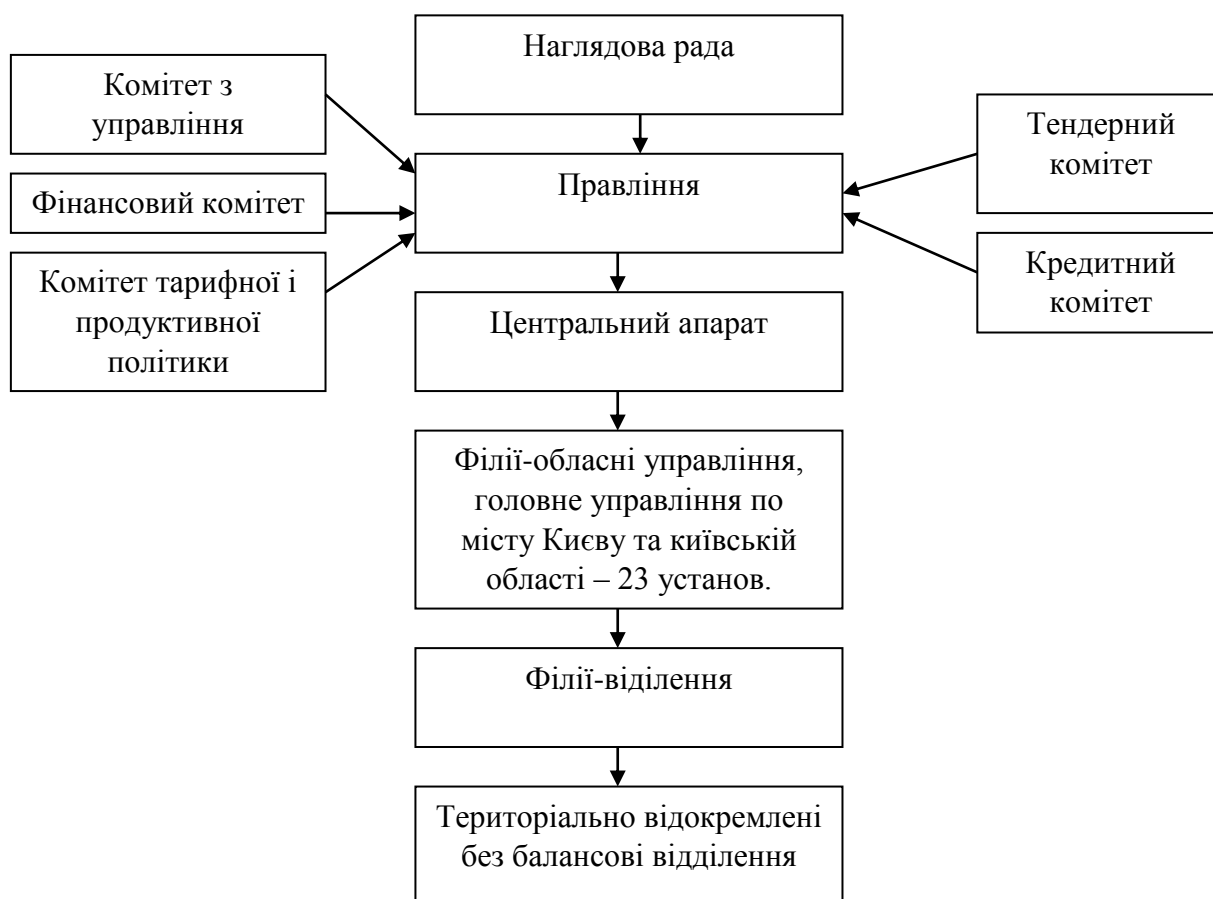 Наглядова рада
Комітет з
управління
Тендерний
комітет
Правління
Фінансовий комітет
Комітет тарифної і
продуктивної
політики
Кредитний
комітет
Центральний апарат
Філії-обласні управління,
головне управління по
місту Києву та київській
області – 23 установ.
Філії-віділення
Територіально відокремлені
без балансові відділення